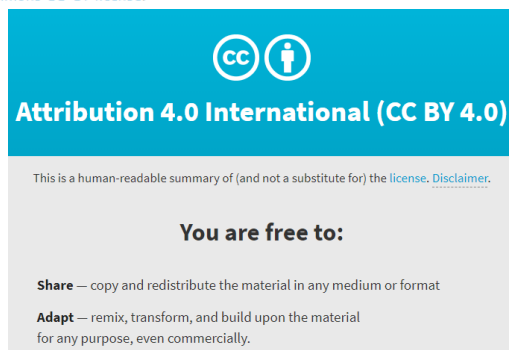 cc
Attribution 4.0 International (CC BY 4.0)
This is a human-readable summary of (and not a substitute for) the license. Disclaimer.
You are free to:
Share — copy and redistribute the material in any medium or format
Adapt — remix, transform, and build upon the material
for any purpose, even commercially.